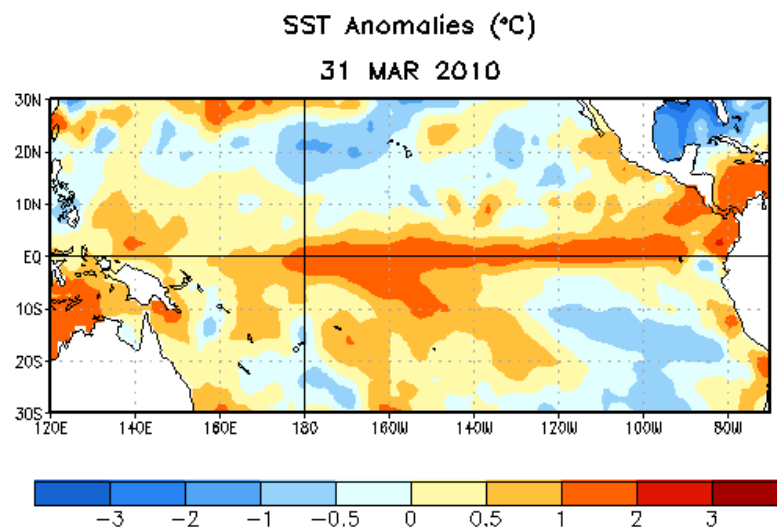 SST Anomalies (°C)
31 MAR 2010
30N
20N
10N
EQ
10S
20S
30S
120E 140E 160E 180 160W 140W 120W 100W 80W
-3 -2 -1 -0.5 0 0.5 1 2 3